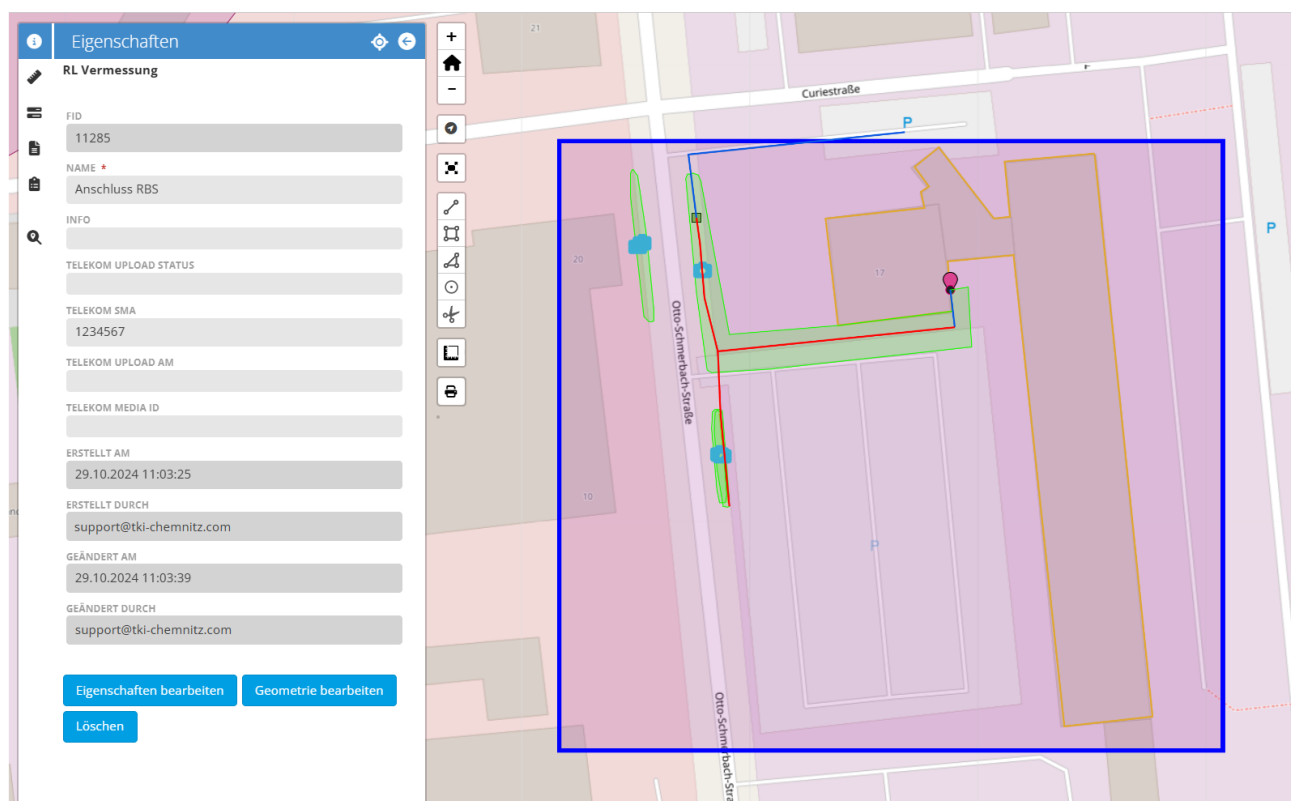 Eigenschaften
RL Vermessung
FID
11285
NAME *
Anschluss RBS
INFO
TELEKOM UPLOAD STATUS
TELEKOM SMA
1234567
TELEKOM UPLOAD AM
TELEKOM MEDIA ID
ERSTELLT AM
29.10.2024 11:03:25
ERSTELLT DURCH
support@tki-chemnitz.com
GEÄNDERT AM
29.10.2024 11:03:39
GEÄNDERT DURCH
support@tki-chemnitz.com
Eigenschaften bearbeiten
Geometrie bearbeiten
Löschen
21
Curiestraße
P
P
20
17
Otto-Schmerbach-Straße
10
P
Otto-Schmerbach-Stra